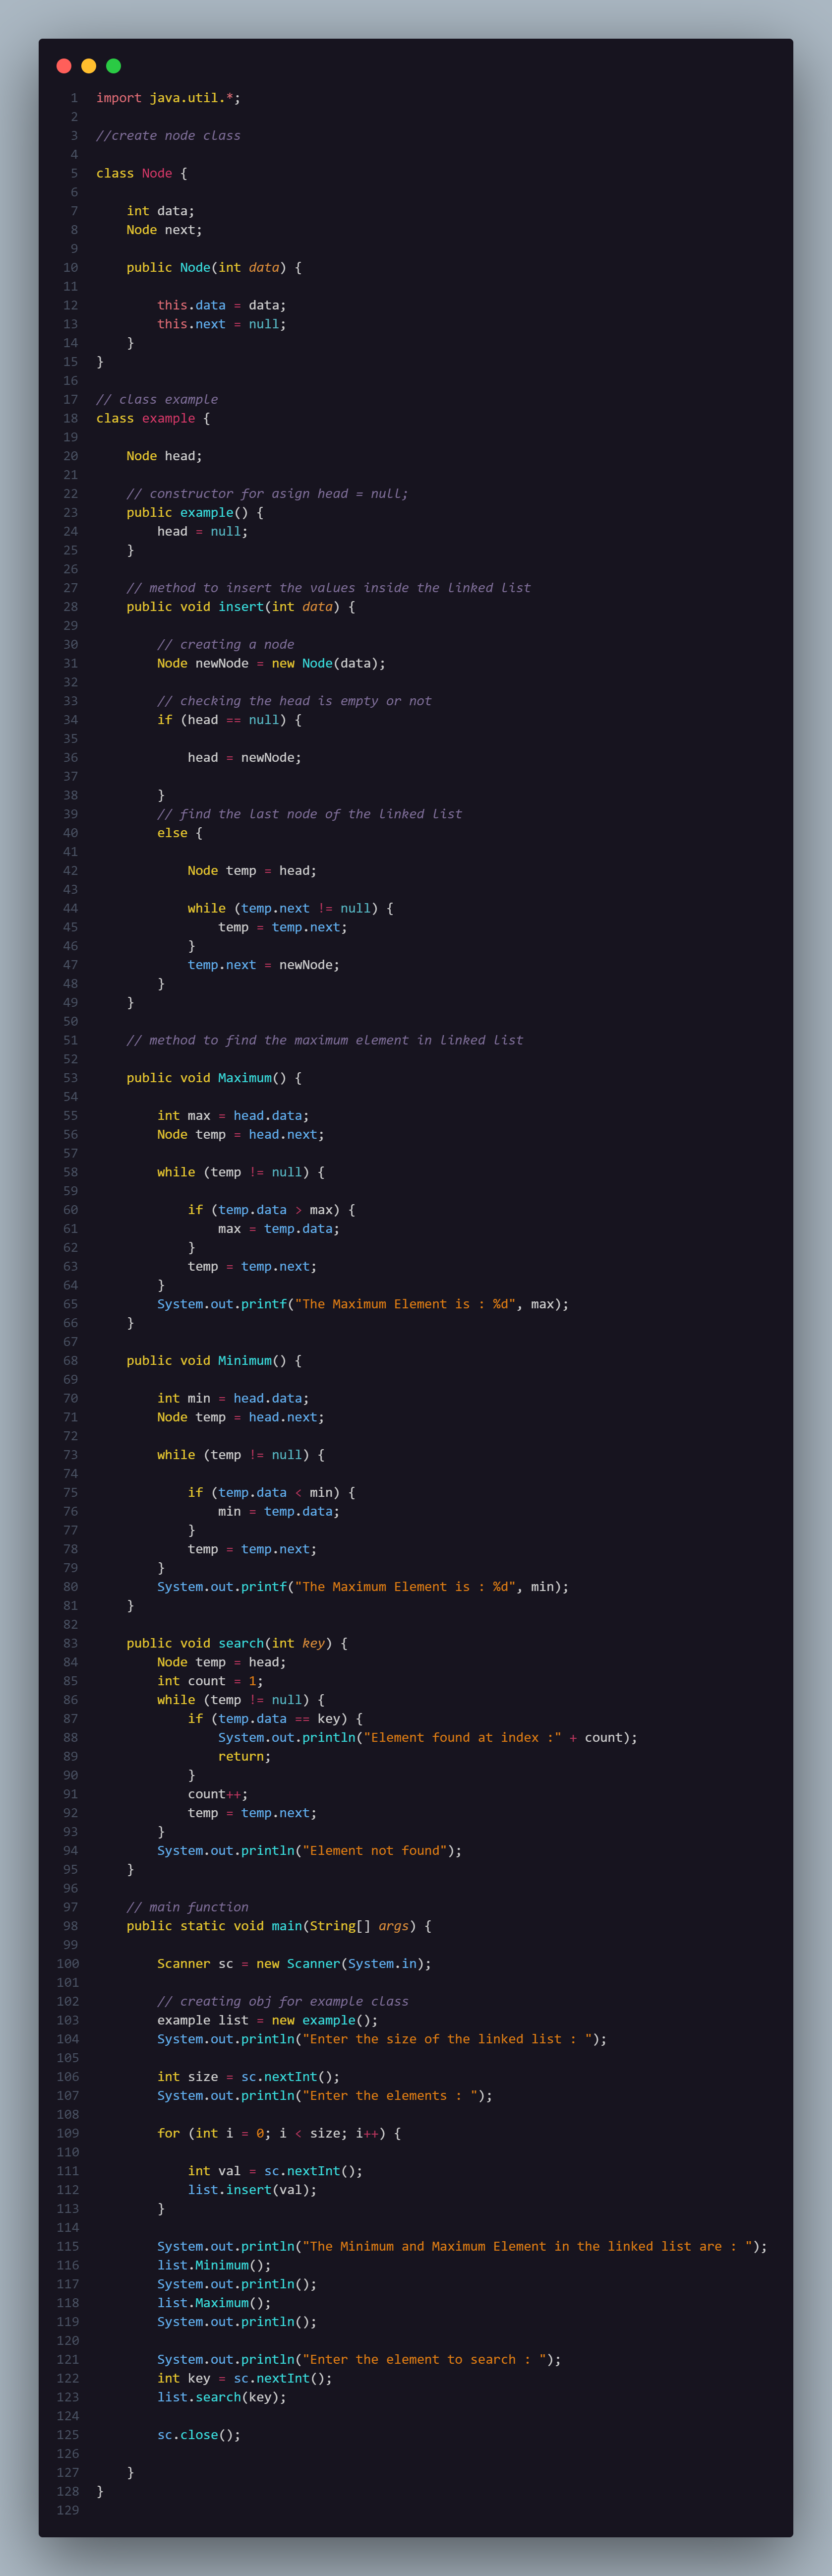 1 import java.util.*;
2
3 //create node class
4
5 class Node {
6
7     int data;
8     Node next;
9
10     public Node(int data) {
11
12         this.data = data;
13         this.next = null;
14     }
15 }
16
17 // class example
18 class example {
19
20     Node head;
21
22     // constructor for asign head = null;
23     public example() {
24         head = null;
25     }
26
27     // method to insert the values inside the linked list
28     public void insert(int data) {
29
30         // creating a node
31         Node newNode = new Node(data);
32
33         // checking the head is empty or not
34         if (head == null) {
35
36             head = newNode;
37
38         }
39         // find the last node of the linked list
40         else {
41
42             Node temp = head;
43
44             while (temp.next != null) {
45                 temp = temp.next;
46             }
47             temp.next = newNode;
48         }
49     }
50
51     // method to find the maximum element in linked list
52
53     public void Maximum() {
54
55         int max = head.data;
56         Node temp = head.next;
57
58         while (temp != null) {
59
60             if (temp.data > max) {
61                 max = temp.data;
62             }
63             temp = temp.next;
64         }
65         System.out.printf("The Maximum Element is : %d", max);
66     }
67
68     public void Minimum() {
69
70         int min = head.data;
71         Node temp = head.next;
72
73         while (temp != null) {
74
75             if (temp.data < min) {
76                 min = temp.data;
77             }
78             temp = temp.next;
79         }
80         System.out.printf("The Maximum Element is : %d", min);
81     }
82
83     public void search(int key) {
84         Node temp = head;
85         int count = 1;
86         while (temp != null) {
87             if (temp.data == key) {
88                 System.out.println("Element found at index :" + count);
89                 return;
90             }
91             count++;
92             temp = temp.next;
93         }
94         System.out.println("Element not found");
95     }
96
97     // main function
98     public static void main(String[] args) {
99
100         Scanner sc = new Scanner(System.in);
101
102         // creating obj for example class
103         example list = new example();
104         System.out.println("Enter the size of the linked list : ");
105
106         int size = sc.nextInt();
107         System.out.println("Enter the elements : ");
108
109         for (int i = 0; i < size; i++) {
110
111             int val = sc.nextInt();
112             list.insert(val);
113         }
114
115         System.out.println("The Minimum and Maximum Element in the linked list are : ");
116         list.Minimum();
117         System.out.println();
118         list.Maximum();
119         System.out.println();
120
121         System.out.println("Enter the element to search : ");
122         int key = sc.nextInt();
123         list.search(key);
124
125         sc.close();
126
127     }
128 }
129